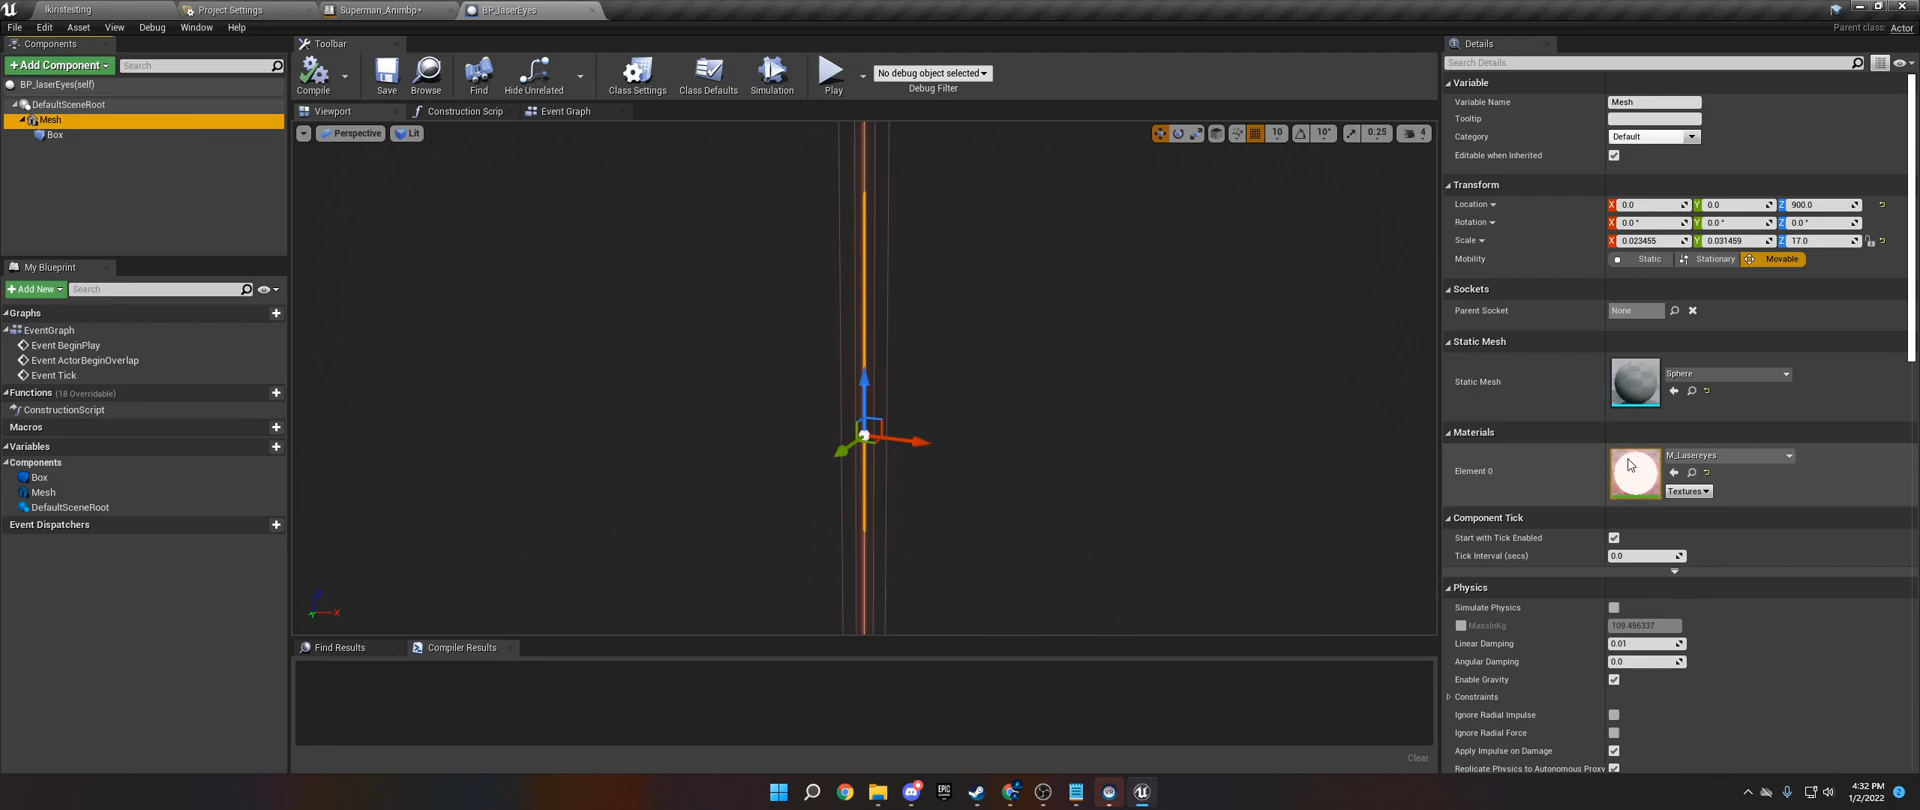 Ikiristesting
Project Settings
Superman_Animbp*
BP_laserEyes
File
Edit
Asset
View
Debug
Window
Help
Parent class: Actor
Components
+Add Component
Search
BP_laserEyes(self)
DefaultSceneRoot
Mesh
Box
My Blueprint
+Add New
Search
Graphs
EventGraph
Event BeginPlay
Event ActorBeginOverlap
Event Tick
Functions (18 Overridable)
ConstructionScript
Macros
Variables
Components
Box
Mesh
DefaultSceneRoot
Event Dispatchers
Toolbar
Compile
Save
Browse
Find
Hide Unrelated
Class Settings
Class Defaults
Simulation
Play
No debug object selected
Debug Filter
Viewport
Construction Scrip
Event Graph
Perspective
Lit
10
10°
0.25
4
X
Find Results
Compiler Results
Clear
Details
Search Details
Variable
Variable Name
Mesh
Tooltip
Category
Default
Editable when Inherited
Transform
Location
X 0.0
Y 0.0
Z 900.0
Rotation
X 0.0 °
Y 0.0 °
Z 0.0 °
Scale
X 0.023455
Y 0.031459
Z 17.0
Mobility
Static
Stationary
Movable
Sockets
Parent Socket
None
Static Mesh
Static Mesh
Sphere
Materials
Element 0
M_Lasereyes
Textures
Component Tick
Start with Tick Enabled
Tick Interval (secs)
0.0
Physics
Simulate Physics
MassInKg
109.456337
Linear Damping
0.01
Angular Damping
0.0
Enable Gravity
Constraints
Ignore Radial Impulse
Ignore Radial Force
Apply Impulse on Damage
Replicate Physics to Autonomous Proxy
EPIC
4:32 PM
1/2/2022
2